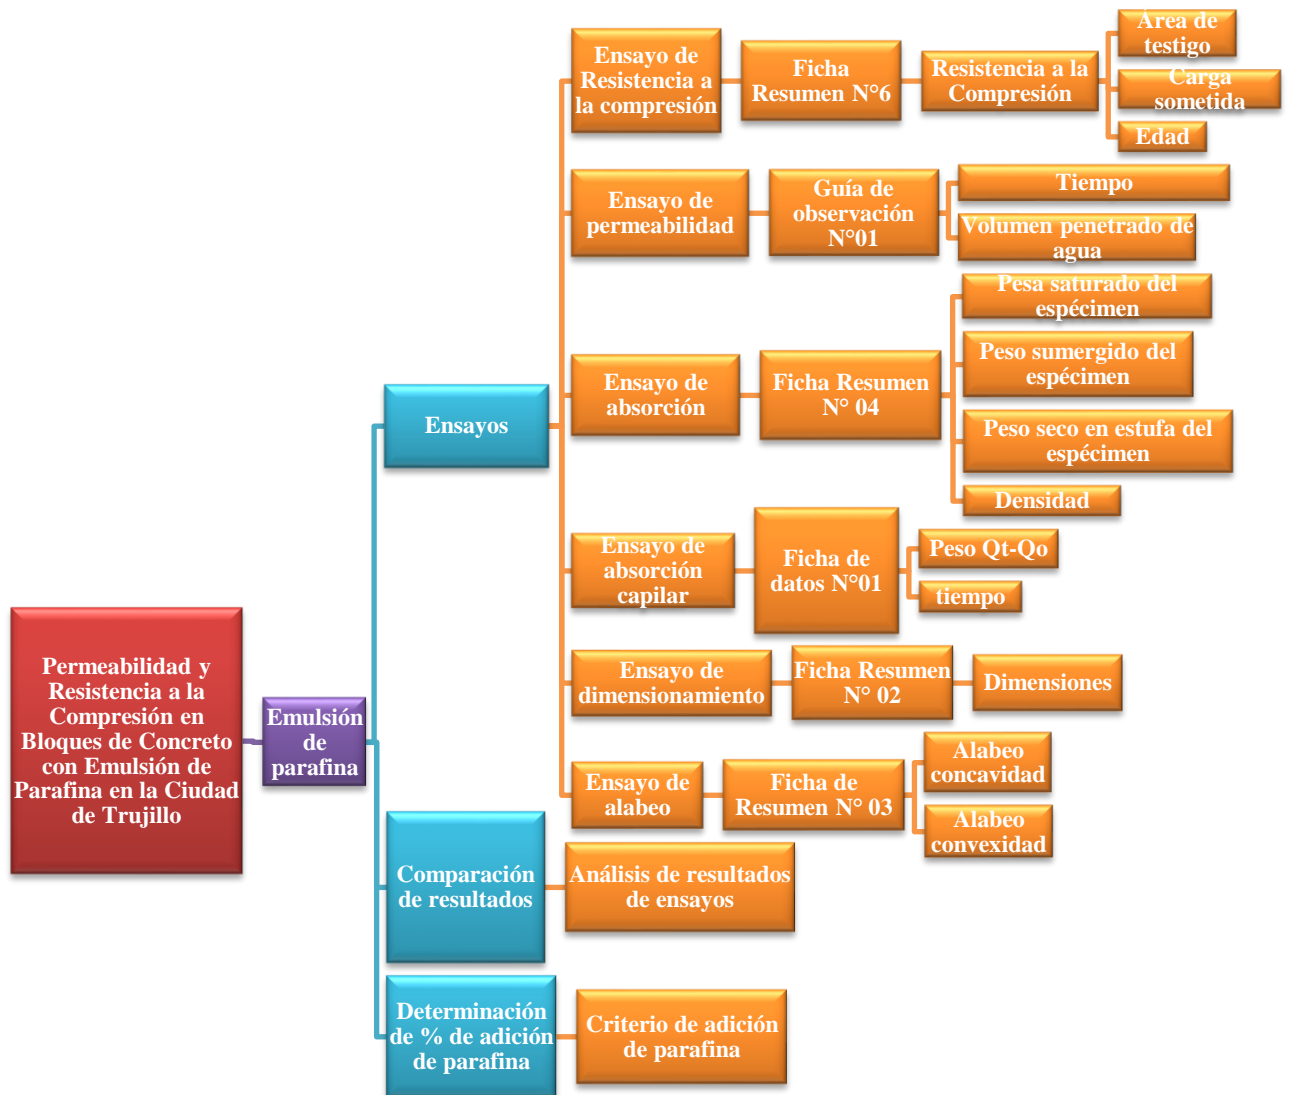 Permeabilidad y
Resistencia a la
Compresión en
Bloques de Concreto
con Emulsión de
Parafina en la Ciudad
de Trujillo
Emulsión
de
parafina
Ensayos
Ensayo de
Resistencia a
la compresión
Ficha
Resumen N°6
Resistencia a la
Compresión
Área de
testigo
Carga
sometida
Edad
Ensayo de
permeabilidad
Guía de
observación
N°01
Tiempo
Volumen penetrado de
agua
Ensayo de
absorción
Ficha Resumen
N° 04
Pesa saturado del
espécimen
Peso sumergido del
espécimen
Peso seco en estufa del
espécimen
Densidad
Ensayo de
absorción
capilar
Ficha de
datos N°01
Peso Qt-Qo
tiempo
Ensayo de
dimensionamiento
Ficha Resumen
N° 02
Dimensiones
Ensayo de
alabeo
Ficha de
Resumen N° 03
Alabeo
concavidad
Alabeo
convexidad
Comparación
de resultados
Análisis de resultados
de ensayos
Determinación
de % de adición
de parafina
Criterio de adición
de parafina